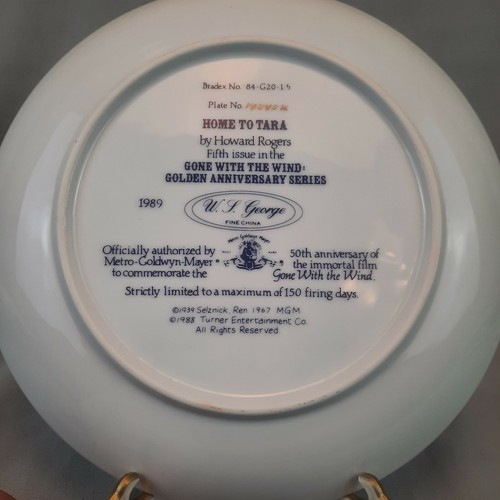 Bradex No. 84-G20-1.5
Plate No.
HOME TO TARA
by Howard Rogers
Fifth issue in the
GONE WITH THE WIND:
GOLDEN ANNIVERSARY SERIES
1989
W. S. George
FINE CHINA
Metro Goldwyn Mayer
Officially authorized by
Metro-Goldwyn-Mayer
to commemorate the
50th anniversary of
the immortal film
Gone With the Wind.
Strictly limited to a maximum of 150 firing days.
©1939 Selznick. Ren. 1967 MGM
©1988 Turner Entertainment Co.
All Rights Reserved